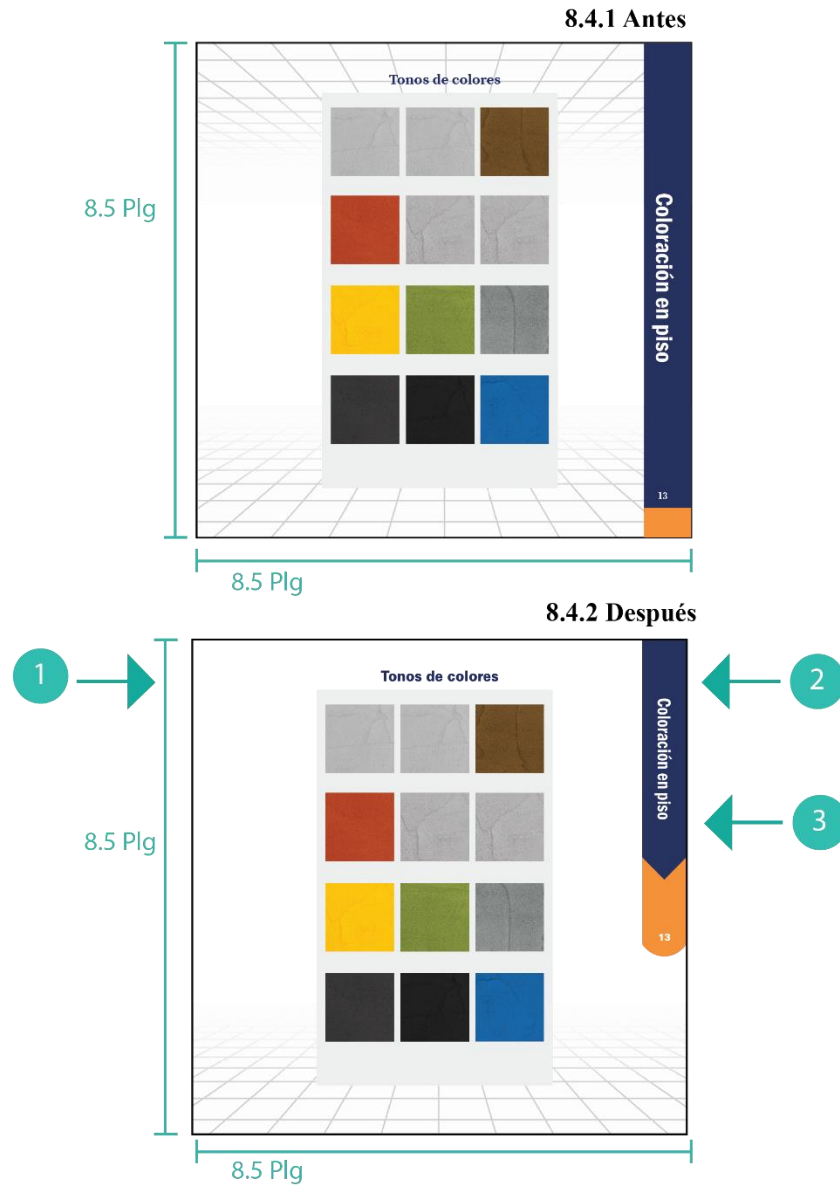 8.4.1 Antes
Tonos de colores
8.5 Plg
Coloración en piso
13
8.5 Plg
8.4.2 Después
1
2
Tonos de colores
Coloración en piso
3
8.5 Plg
13
8.5 Plg